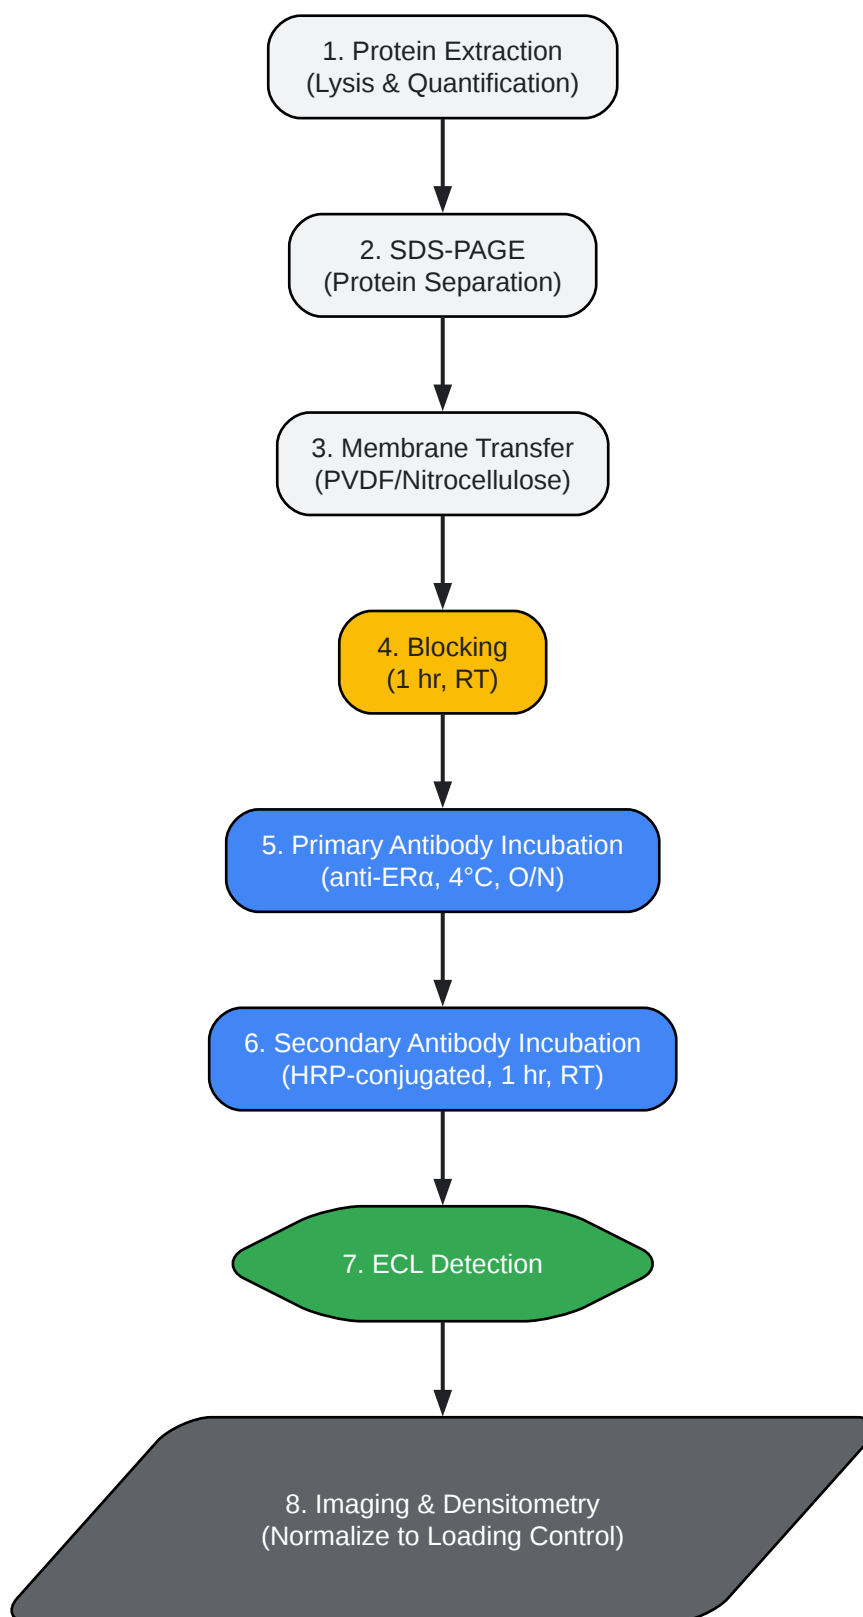 1. Protein Extraction
(Lysis & Quantification)
2. SDS-PAGE
(Protein Separation)
3. Membrane Transfer
(PVDF/Nitrocellulose)
4. Blocking
(1 hr, RT)
5. Primary Antibody Incubation
(anti-ERα, 4°C, O/N)
6. Secondary Antibody Incubation
(HRP-conjugated, 1 hr, RT)
7. ECL Detection
8. Imaging & Densitometry
(Normalize to Loading Control)